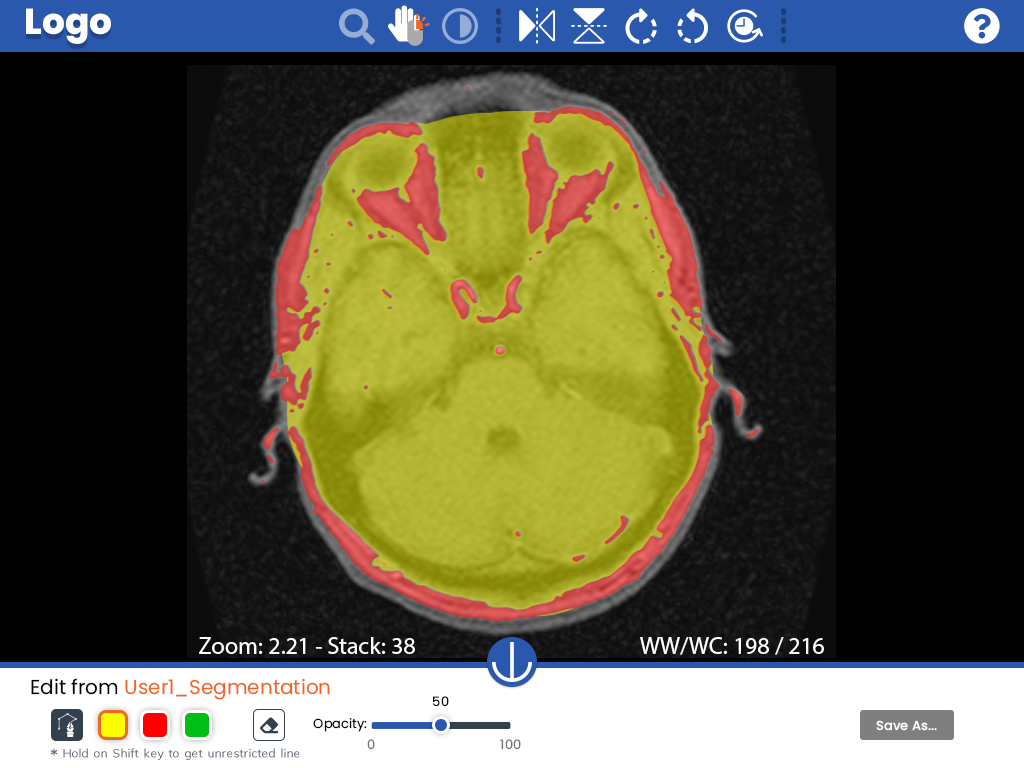 Logo
Zoom: 2.21 - Stack: 38
WW/WC: 198 / 216
Edit from User1_Segmentation
50
Opacity:
0
100
Save As...
* Hold on Shift key to get unrestricted line